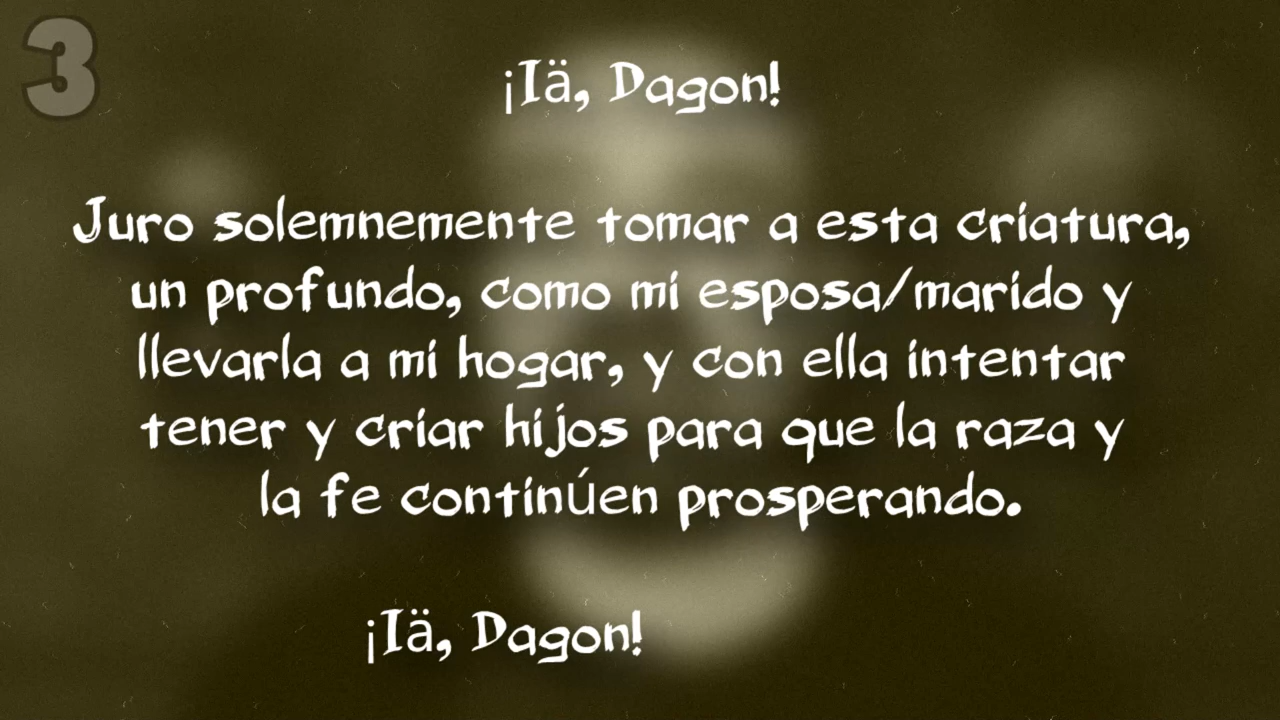 3
¡Iä, Dagon!
Juro solemnemente tomar a esta criatura,
un profundo, como mi esposa/marido y
llevarla a mi hogar, y con ella intentar
tener y criar hijos para que la raza y
la fe continúen prosperando.
¡Iä, Dagon!